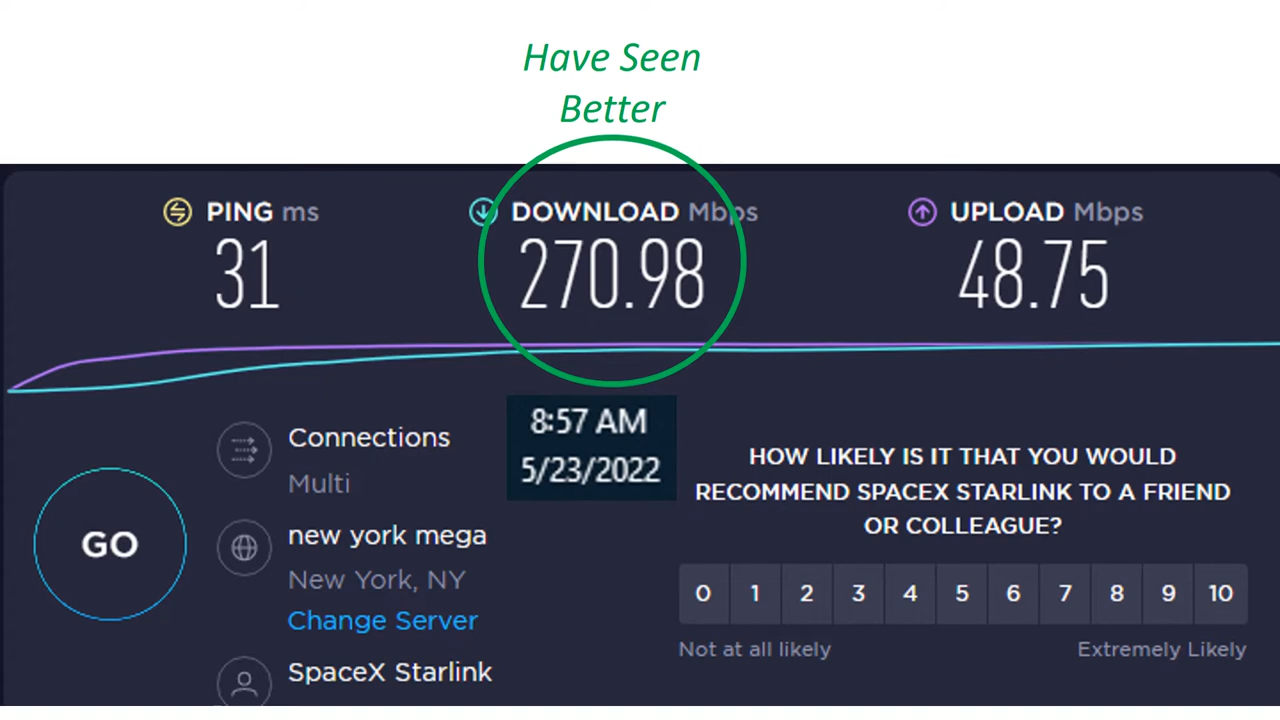 Have Seen
Better
PING ms
DOWNLOAD Mbps
UPLOAD Mbps
31
270.98
48.75
Connections
Multi
8:57 AM
5/23/2022
new york mega
New York, NY
Change Server
SpaceX Starlink
GO
HOW LIKELY IS IT THAT YOU WOULD
RECOMMEND SPACEX STARLINK TO A FRIEND
OR COLLEAGUE?
0 1 2 3 4 5 6 7 8 9 10
Not at all likely
Extremely Likely